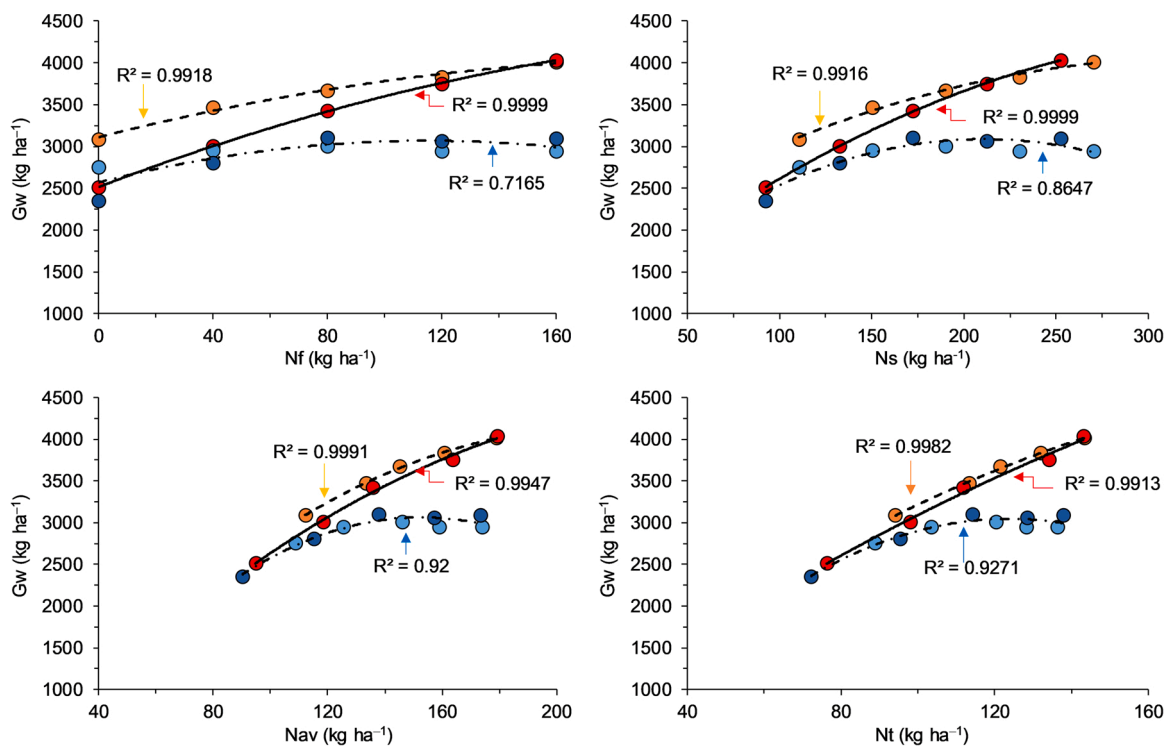 4500
4000
3500
3000
2500
2000
1500
1000
Gw (kg ha⁻¹)
R² = 0.9918
R² = 0.9999
R² = 0.7165
0
40
80
120
160
Nf (kg ha⁻¹)
4500
4000
3500
3000
2500
2000
1500
1000
Gw (kg ha⁻¹)
R² = 0.9916
R² = 0.9999
R² = 0.8647
50
100
150
200
250
300
Ns (kg ha⁻¹)
4500
4000
3500
3000
2500
2000
1500
1000
Gw (kg ha⁻¹)
R² = 0.9991
R² = 0.9947
R² = 0.92
40
80
120
160
200
Nav (kg ha⁻¹)
4500
4000
3500
3000
2500
2000
1500
1000
Gw (kg ha⁻¹)
R² = 0.9982
R² = 0.9913
R² = 0.9271
40
80
120
160
Nt (kg ha⁻¹)